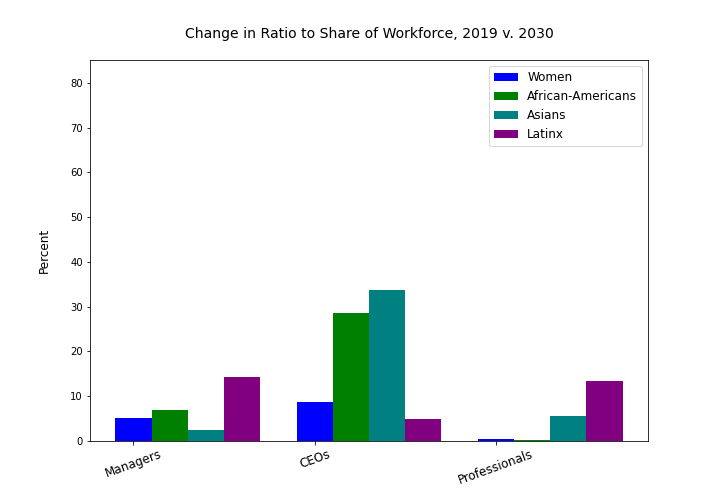 Change in Ratio to Share of Workforce, 2019 v. 2030
Women
African-Americans
Asians
Latinx
Percent
80
70
60
50
40
30
20
10
0
Managers
CEOs
Professionals